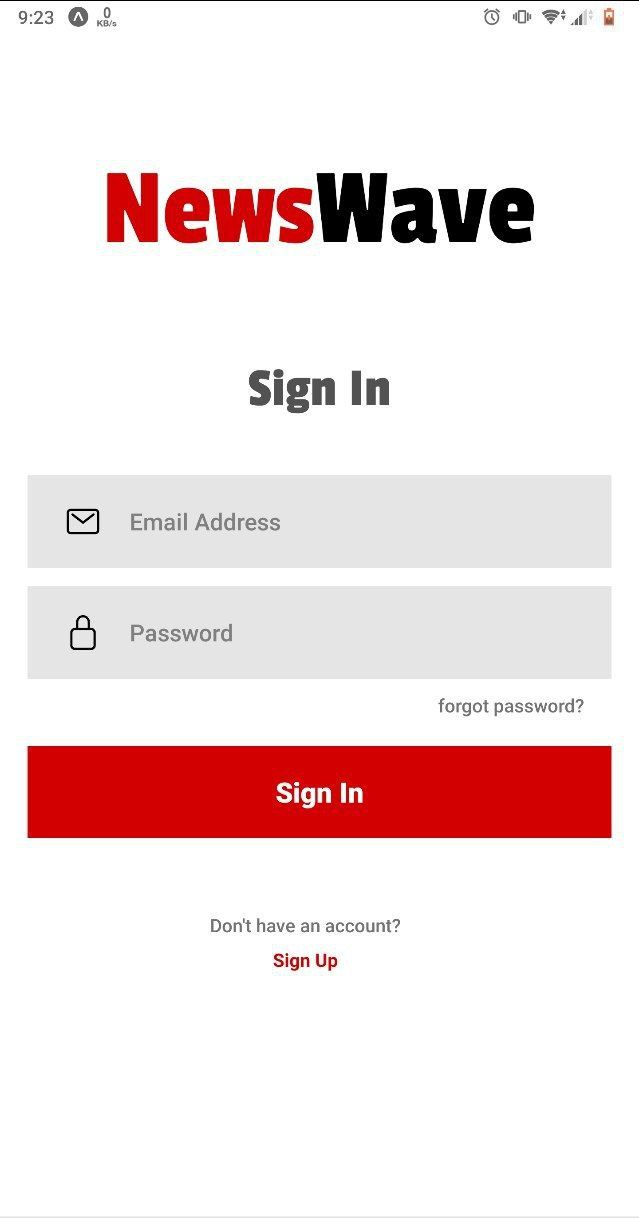 9:23 0 KB/s
NewsWave
Sign In
Email Address
Password
forgot password?
Sign In
Don't have an account?
Sign Up